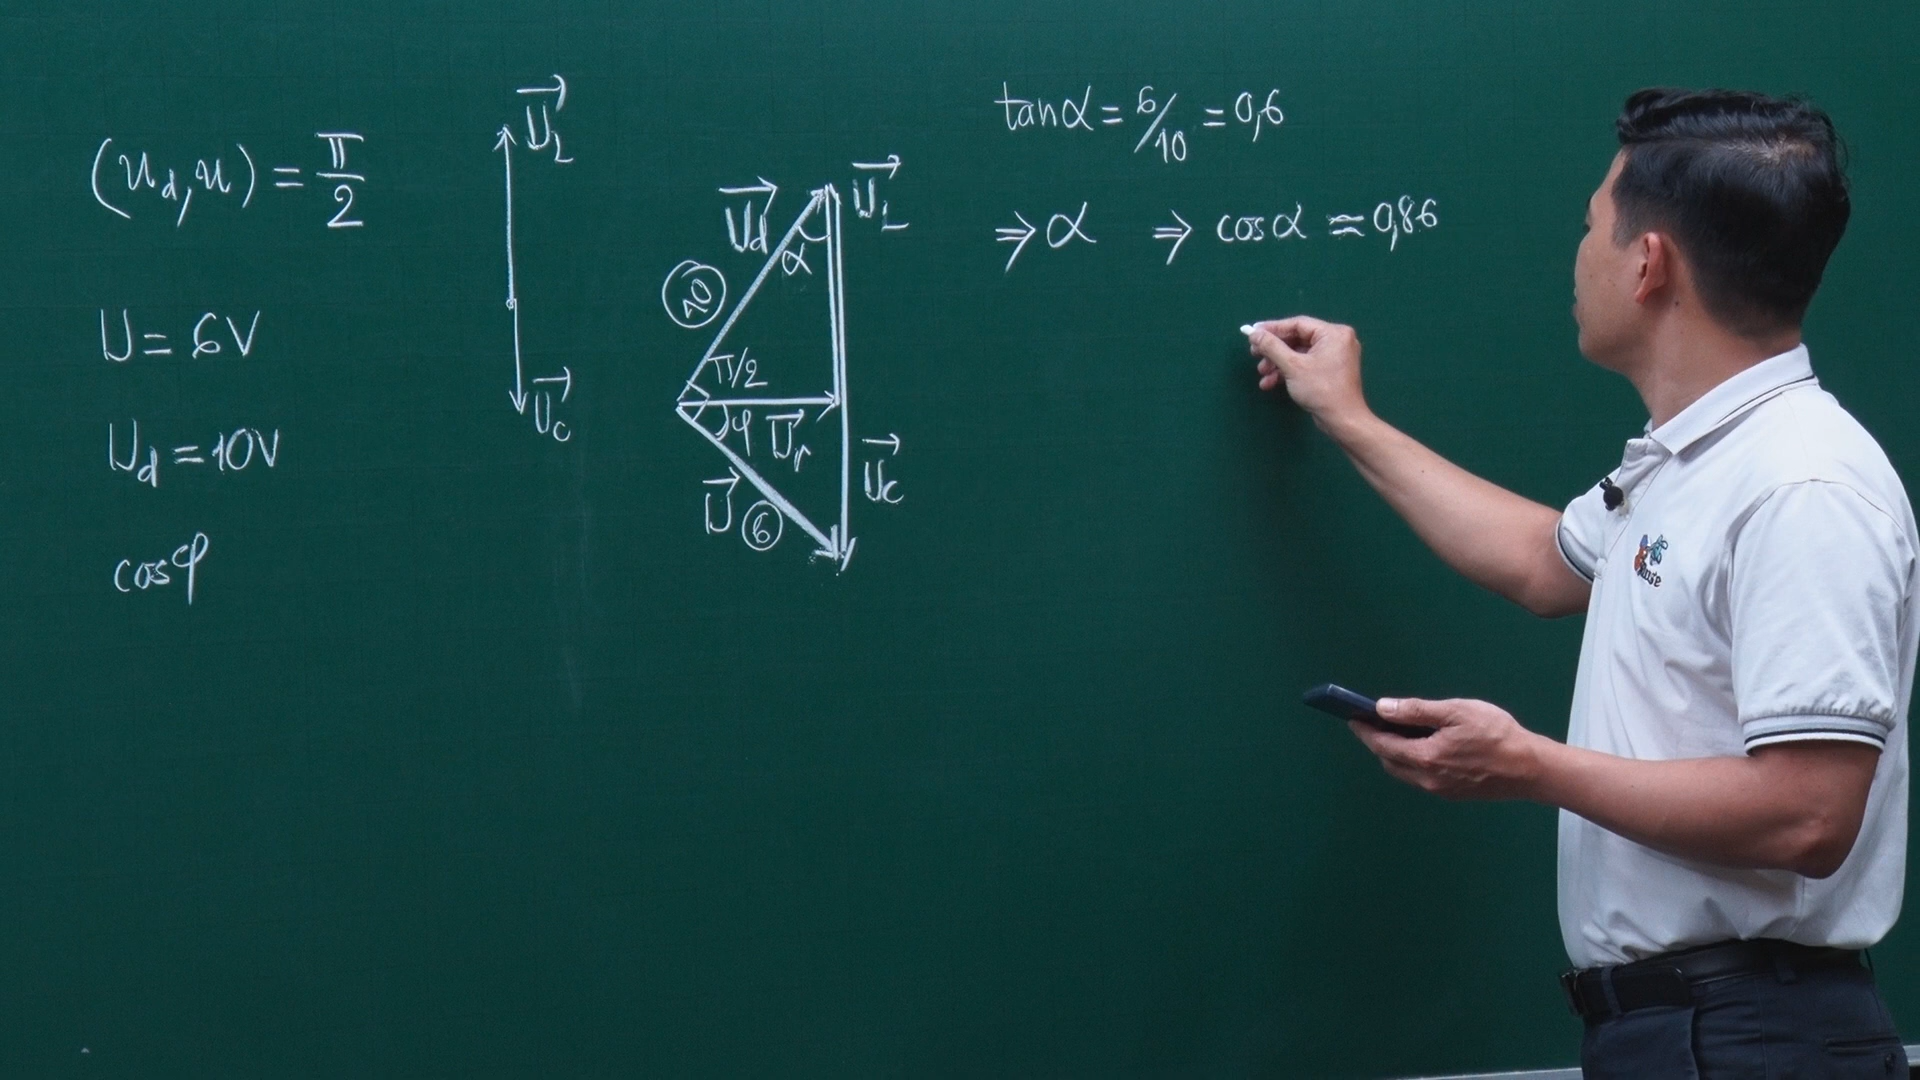 (u_d, u) = π/2
U = 6V
U_d = 10V
cosφ
U_L
U_C
U_d
U_L
α
10
π/2
φ
U_r
U
6
U_C
tanα = 6/10 = 0,6
⇒ α ⇒ cosα ≈ 0,86